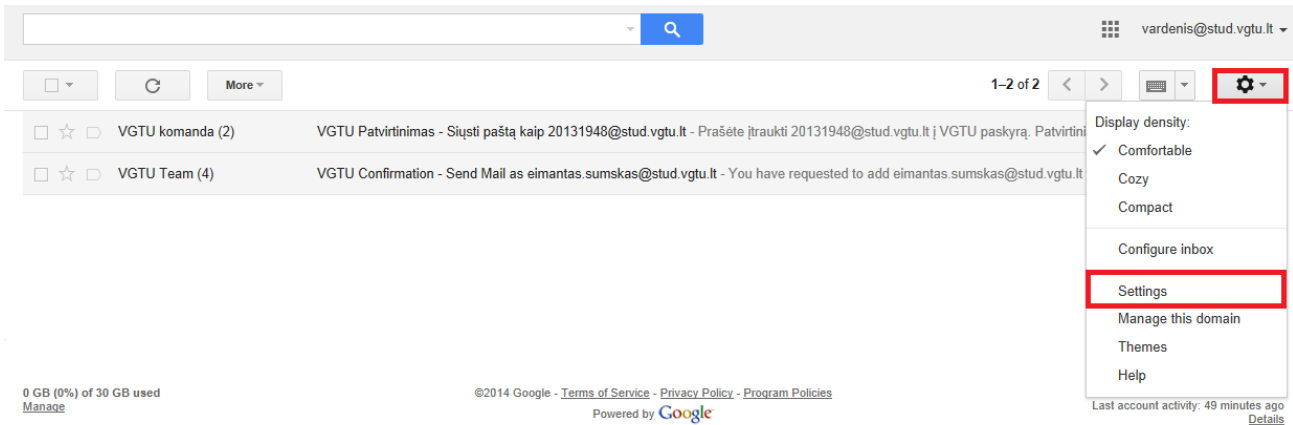 vardenis@stud.vgtu.lt
More
1–2 of 2
VGTU komanda (2) VGTU Patvirtinimas - Siųsti paštą kaip 20131948@stud.vgtu.lt - Prašėte įtraukti 20131948@stud.vgtu.lt į VGTU paskyrą. Patvirtini
VGTU Team (4) VGTU Confirmation - Send Mail as eimantas.sumskas@stud.vgtu.lt - You have requested to add eimantas.sumskas@stud.vgtu.lt
Display density:
Comfortable
Cozy
Compact
Configure inbox
Settings
Manage this domain
Themes
Help
0 GB (0%) of 30 GB used
Manage
©2014 Google - Terms of Service - Privacy Policy - Program Policies
Powered by Google
Last account activity: 49 minutes ago
Details